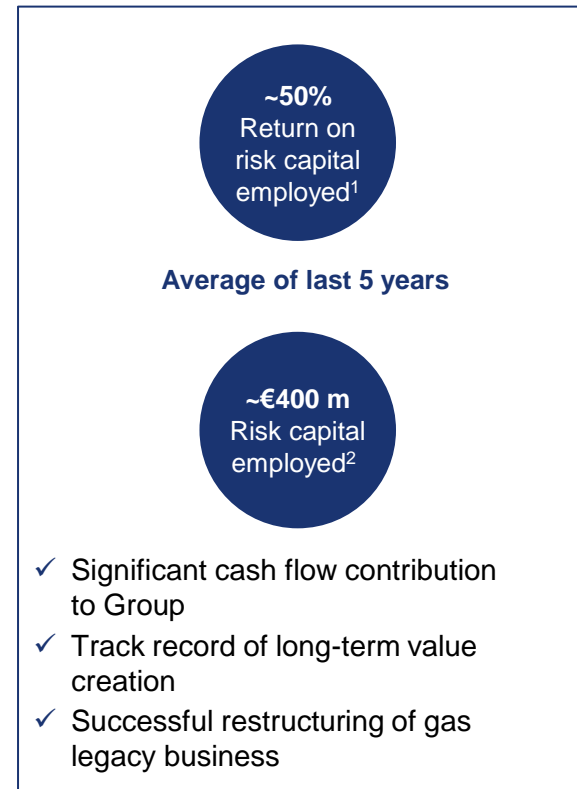 ~50%
Return on
risk capital
employed¹
Average of last 5 years
~€400 m
Risk capital
employed²
✓ Significant cash flow contribution
to Group
✓ Track record of long-term value
creation
✓ Successful restructuring of gas
legacy business